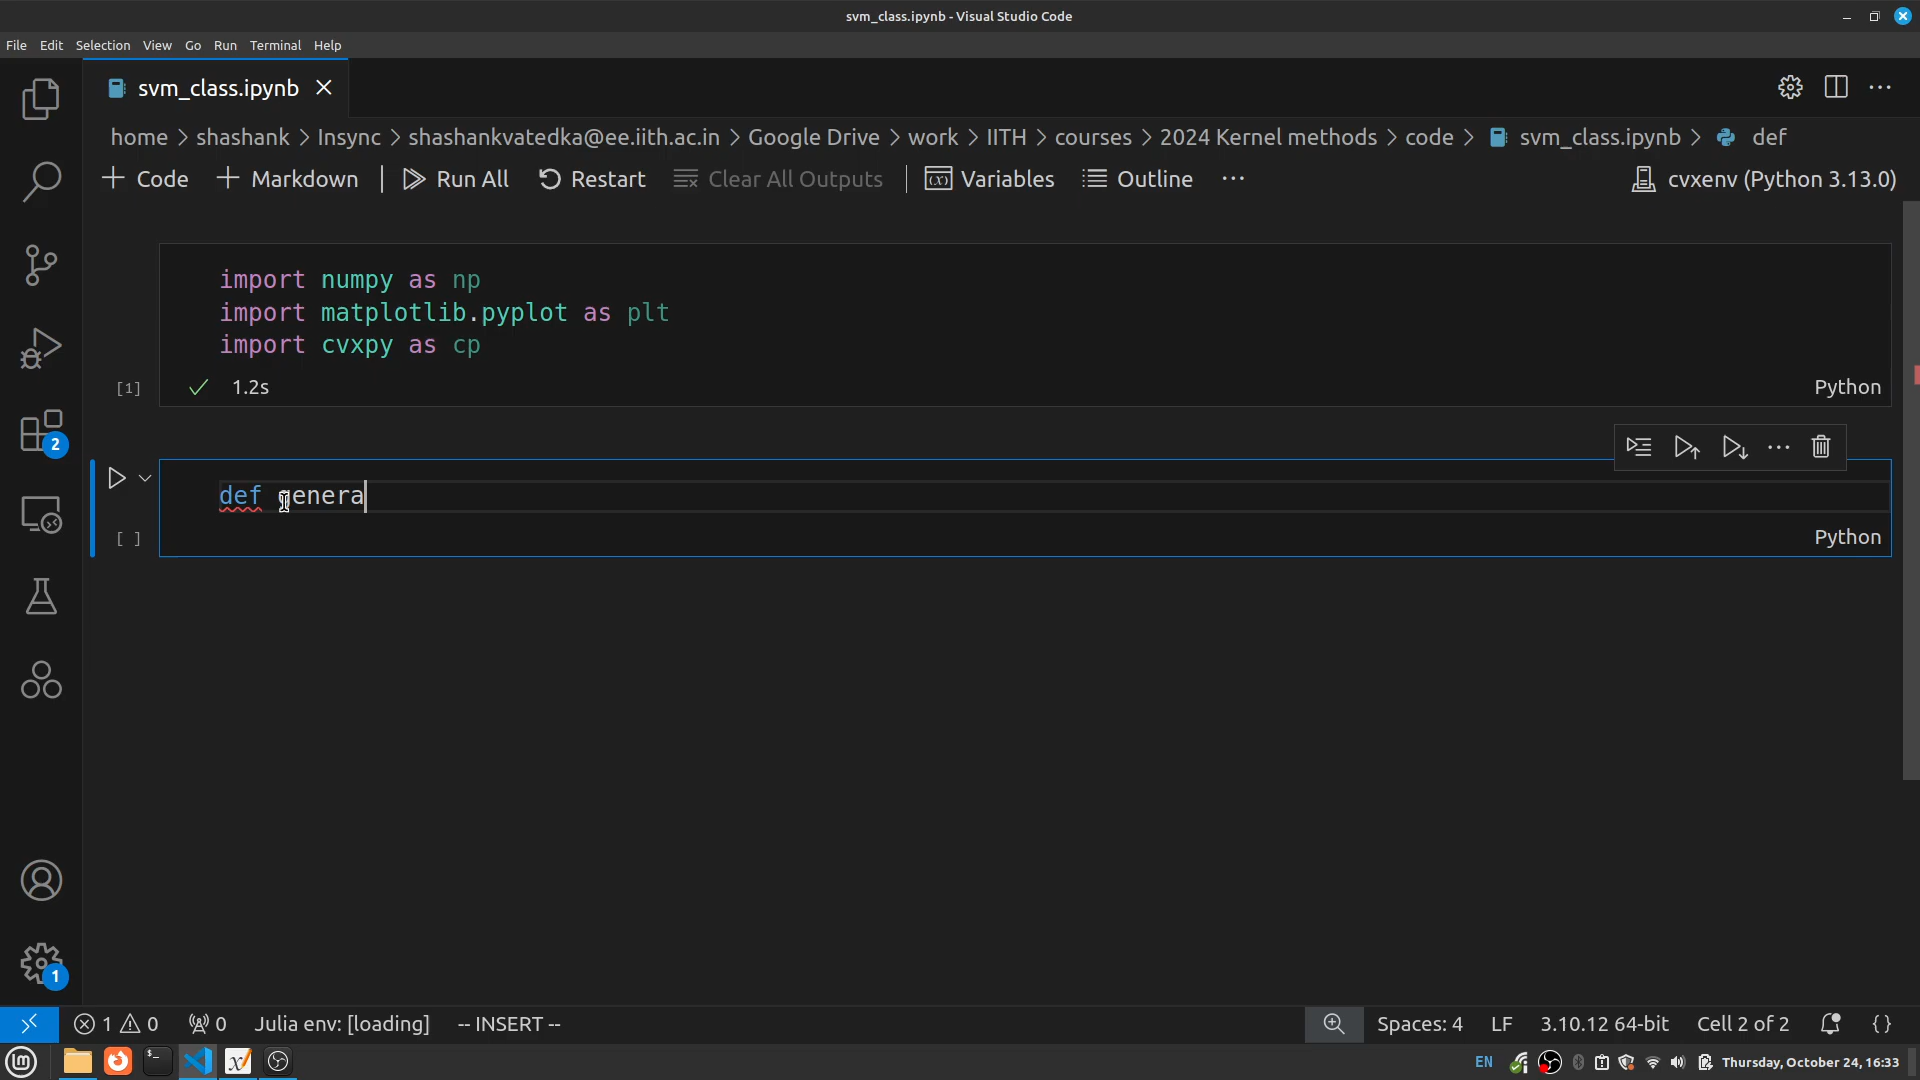 svm_class.ipynb - Visual Studio Code
File Edit Selection View Go Run Terminal Help
svm_class.ipynb
home > shashank > Insync > shashankvatedka@ee.iith.ac.in > Google Drive > work > IITH > courses > 2024 Kernel methods > code > svm_class.ipynb > def
Code Markdown Run All Restart Clear All Outputs Variables Outline ...
cvxenv (Python 3.13.0)
import numpy as np
import matplotlib.pyplot as plt
import cvxpy as cp
[1] 1.2s Python
def genera
[ ] Python
2
1
1 0 0 Julia env: [loading] -- INSERT -- Spaces: 4 LF 3.10.12 64-bit Cell 2 of 2 {}
EN Thursday, October 24, 16:33